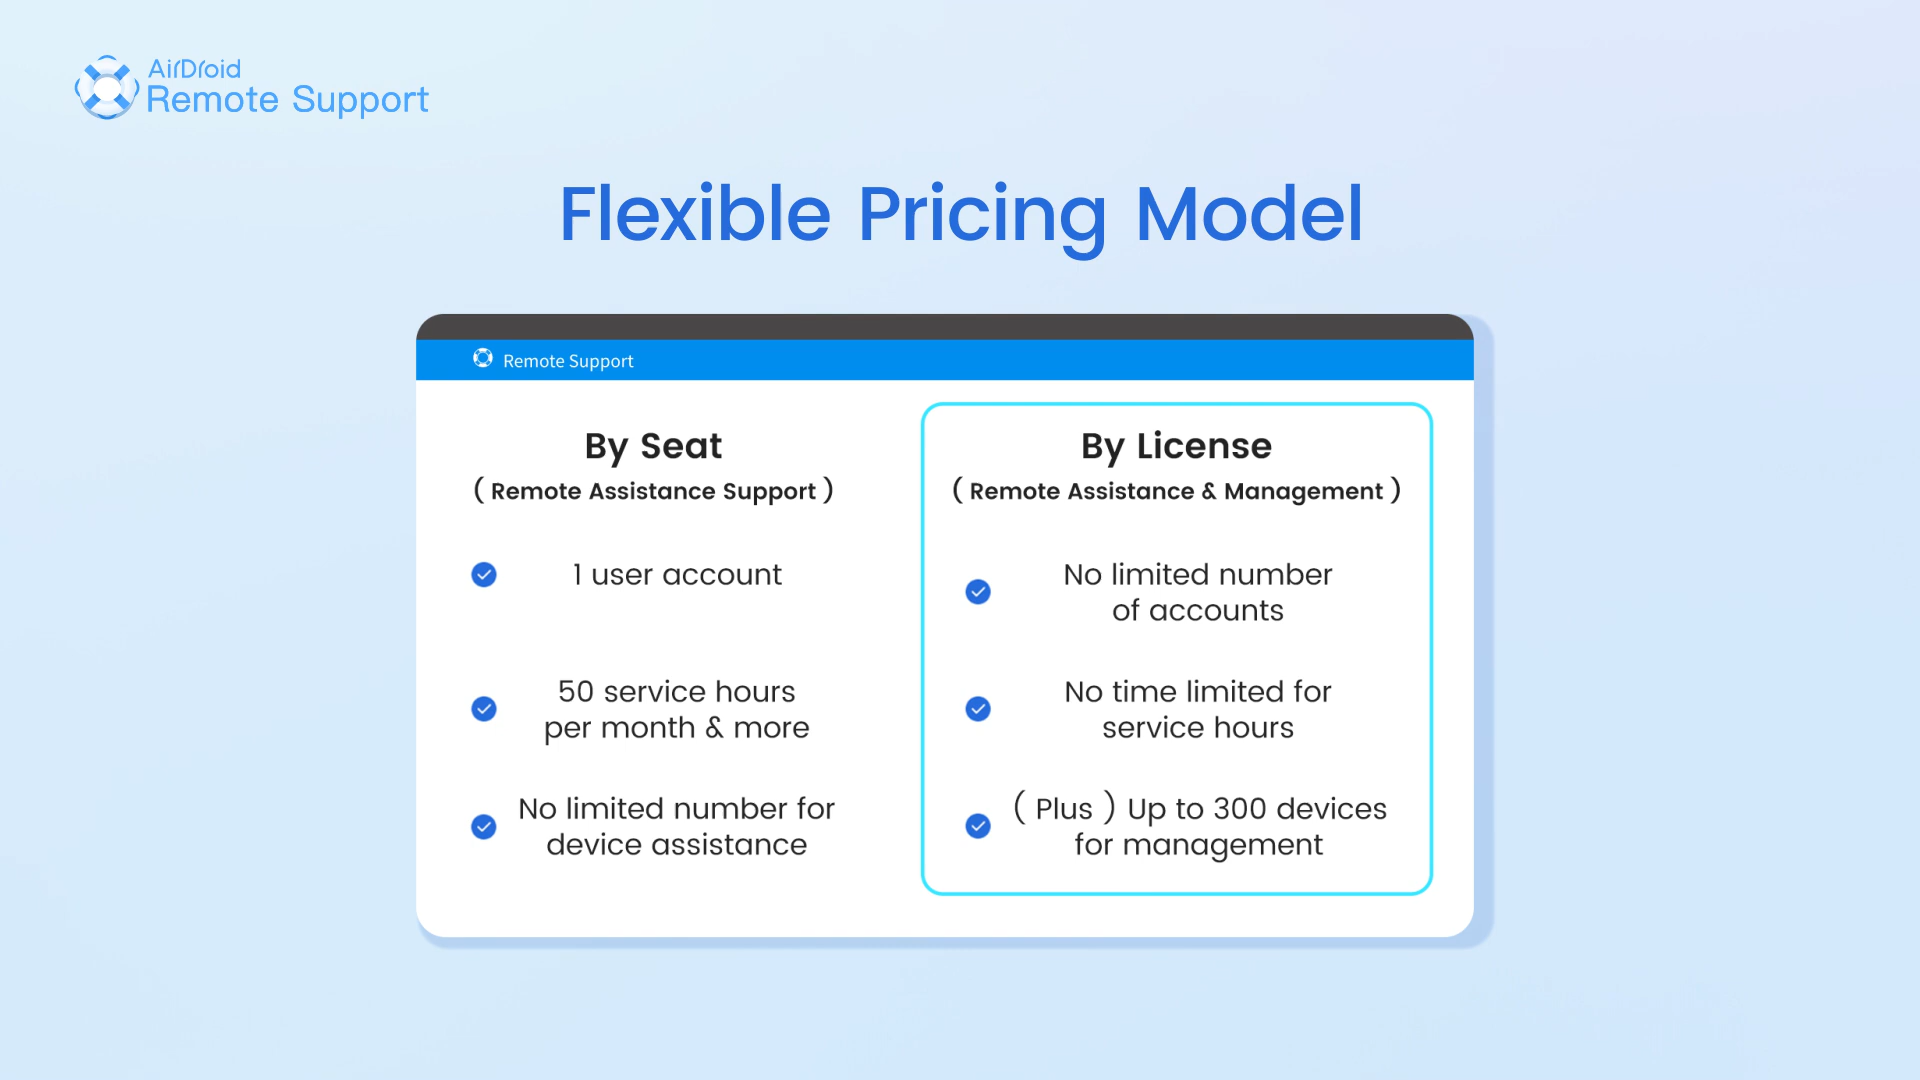 AirDroid
Remote Support
Flexible Pricing Model
Remote Support
By Seat
( Remote Assistance Support )
1 user account
50 service hours
per month & more
No limited number for
device assistance
By License
( Remote Assistance & Management )
No limited number
of accounts
No time limited for
service hours
( Plus ) Up to 300 devices
for management